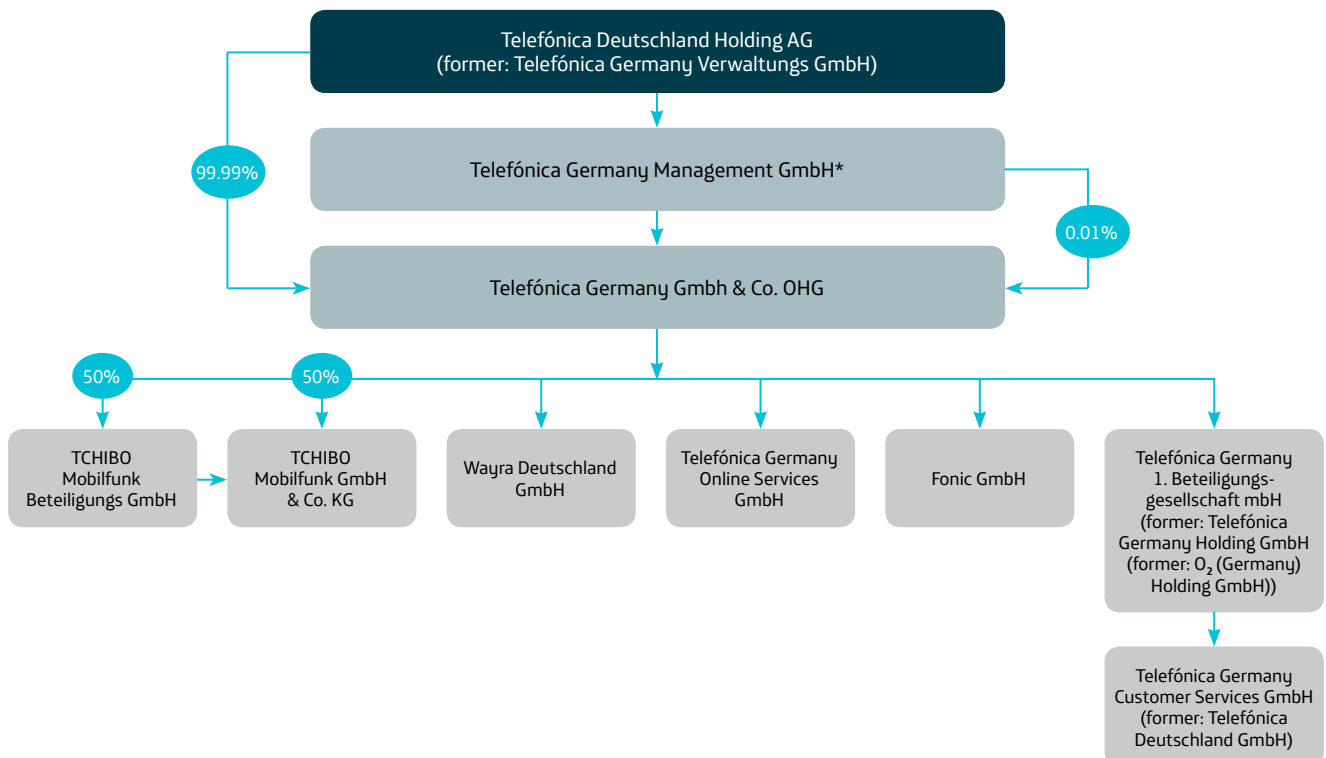 Telefónica Deutschland Holding AG
(former: Telefónica Germany Verwaltungs GmbH)
Telefónica Germany Management GmbH*
99.99%
0.01%
Telefónica Germany Gmbh & Co. OHG
50%
50%
TCHIBO
Mobilfunk
Beteiligungs GmbH
TCHIBO
Mobilfunk GmbH
& Co. KG
Wayra Deutschland
GmbH
Telefónica Germany
Online Services
GmbH
Fonic GmbH
Telefónica Germany
1. Beteiligungs-
gesellschaft mbH
(former: Telefónica
Germany Holding GmbH
(former: O₂ (Germany)
Holding GmbH))
Telefónica Germany
Customer Services GmbH
(former: Telefónica
Deutschland GmbH)